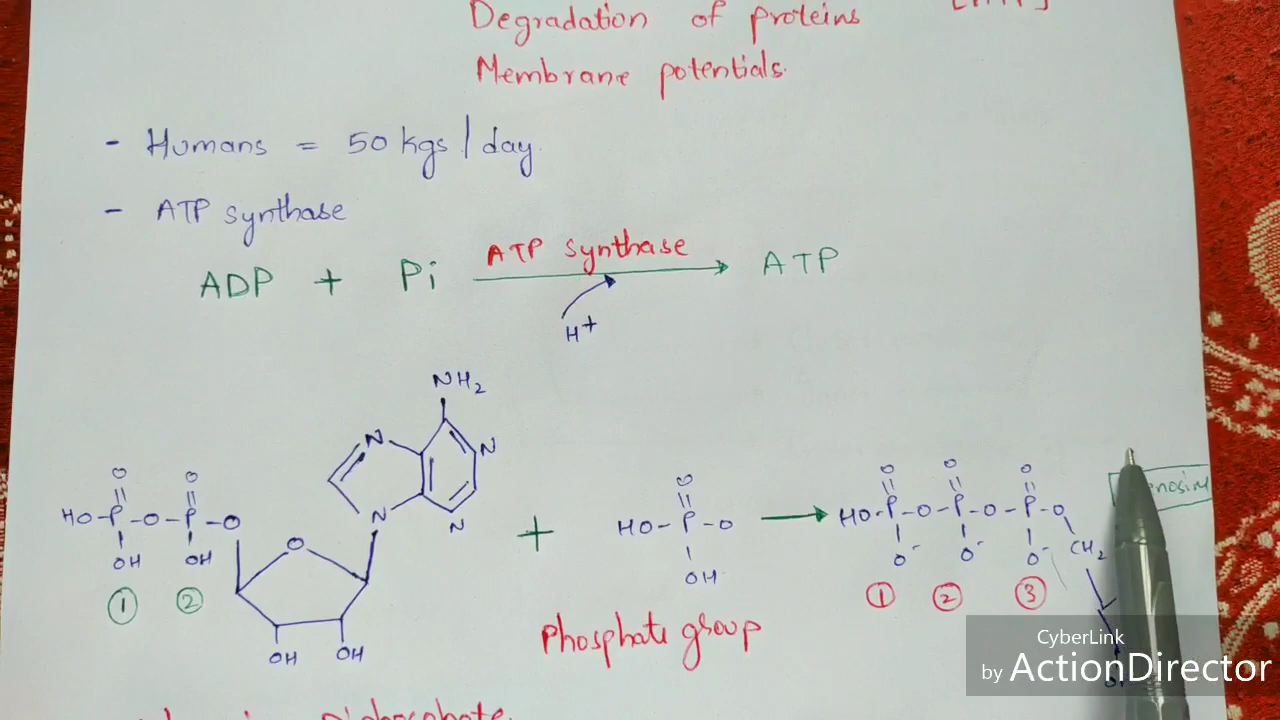 Degradation of proteins
Membrane potentials.
- Humans = 50 kgs / day.
- ATP synthase
ADP + Pi ATP synthase ATP
H+
NH2
N N
N N
O O
HO-P-O-P-O
OH OH
O
OH OH
1 2
+
O
HO-P-O
OH
O O O
HO-P-O-P-O-P-O
O- O- O-
CH2
1 2 3
Phosphate group
Diphosphate
CyberLink
by ActionDirector